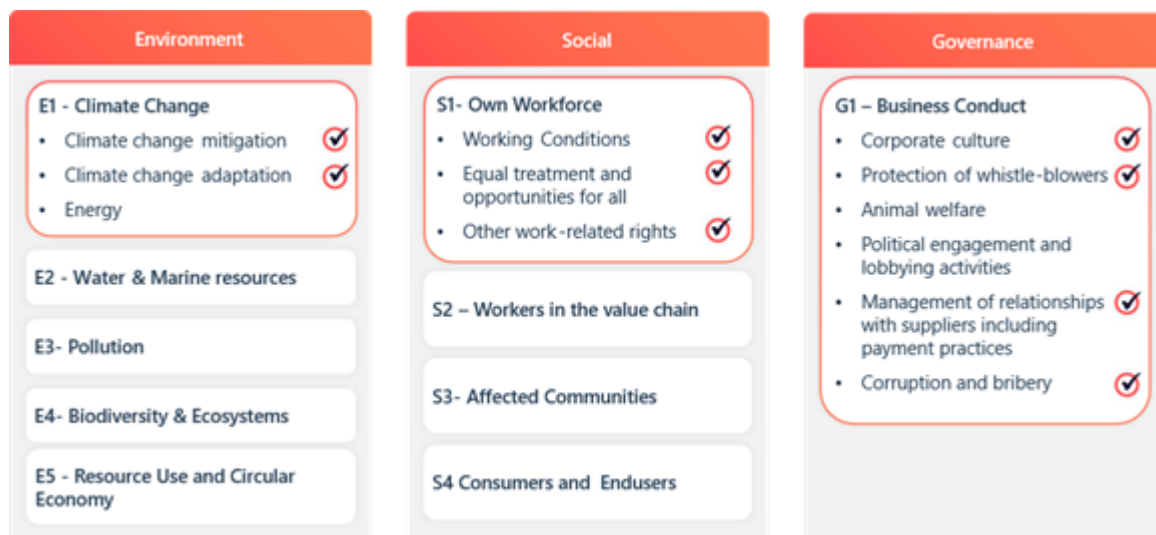 Environment
E1 - Climate Change
• Climate change mitigation
• Climate change adaptation
• Energy
E2 - Water & Marine resources
E3- Pollution
E4- Biodiversity & Ecosystems
E5 - Resource Use and Circular
Economy
Social
S1- Own Workforce
• Working Conditions
• Equal treatment and
opportunities for all
• Other work-related rights
S2 – Workers in the value chain
S3- Affected Communities
S4 Consumers and Endusers
Governance
G1 – Business Conduct
• Corporate culture
• Protection of whistle-blowers
• Animal welfare
• Political engagement and
lobbying activities
• Management of relationships
with suppliers including
payment practices
• Corruption and bribery